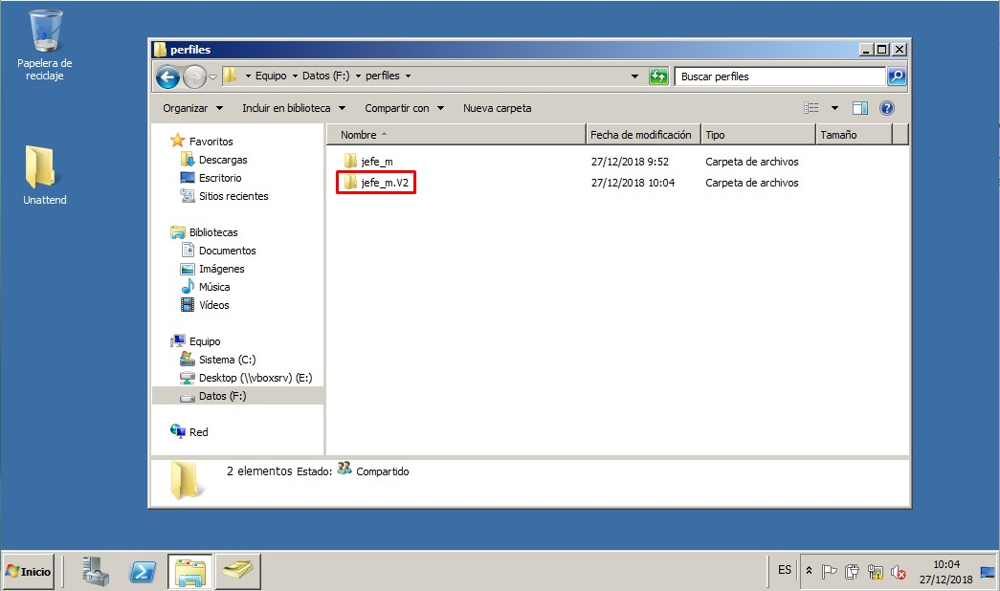 Papelera de
reciclaje
Unattend
perfiles
Equipo Datos (F:) perfiles
Buscar perfiles
Organizar Incluir en biblioteca Compartir con Nueva carpeta
Nombre Fecha de modificación Tipo Tamaño
jefe_m 27/12/2018 9:52 Carpeta de archivos
jefe_m.V2 27/12/2018 10:04 Carpeta de archivos
Favoritos
Descargas
Escritorio
Sitios recientes
Bibliotecas
Documentos
Imágenes
Música
Vídeos
Equipo
Sistema (C:)
Desktop (\\vboxsrv) (E:)
Datos (F:)
Red
2 elementos Estado: Compartido
Inicio
ES
10:04
27/12/2018